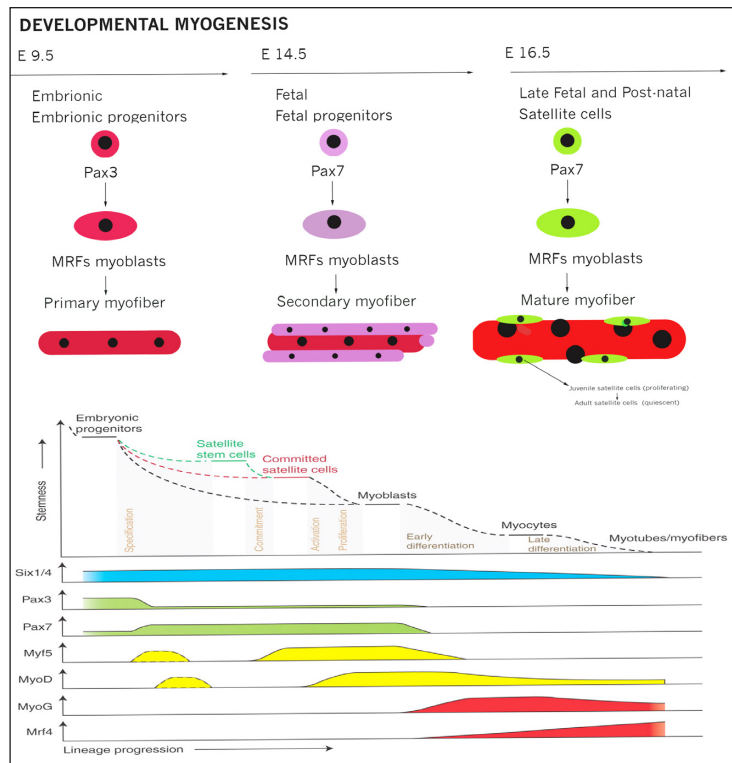 DEVELOPMENTAL MYOGENESIS
E 9.5
E 14.5
E 16.5
Embrionic
Embrionic progenitors
Pax3
MRFs myoblasts
Primary myofiber
Fetal
Fetal progenitors
Pax7
MRFs myoblasts
Secondary myofiber
Late Fetal and Post-natal
Satellite cells
Pax7
MRFs myoblasts
Mature myofiber
Juvenile satellite cells (proliferating)
Adult satellite cells (quiescent)
Stemness
Embryonic
progenitors
Satellite
stem cells
Committed
satellite cells
Myoblasts
Myocytes
Myotubes/myofibers
Specification
Commitment
Activation
Proliferation
Early
differentiation
Late
differentiation
Six1/4
Pax3
Pax7
Myf5
MyoD
MyoG
Mrf4
Lineage progression